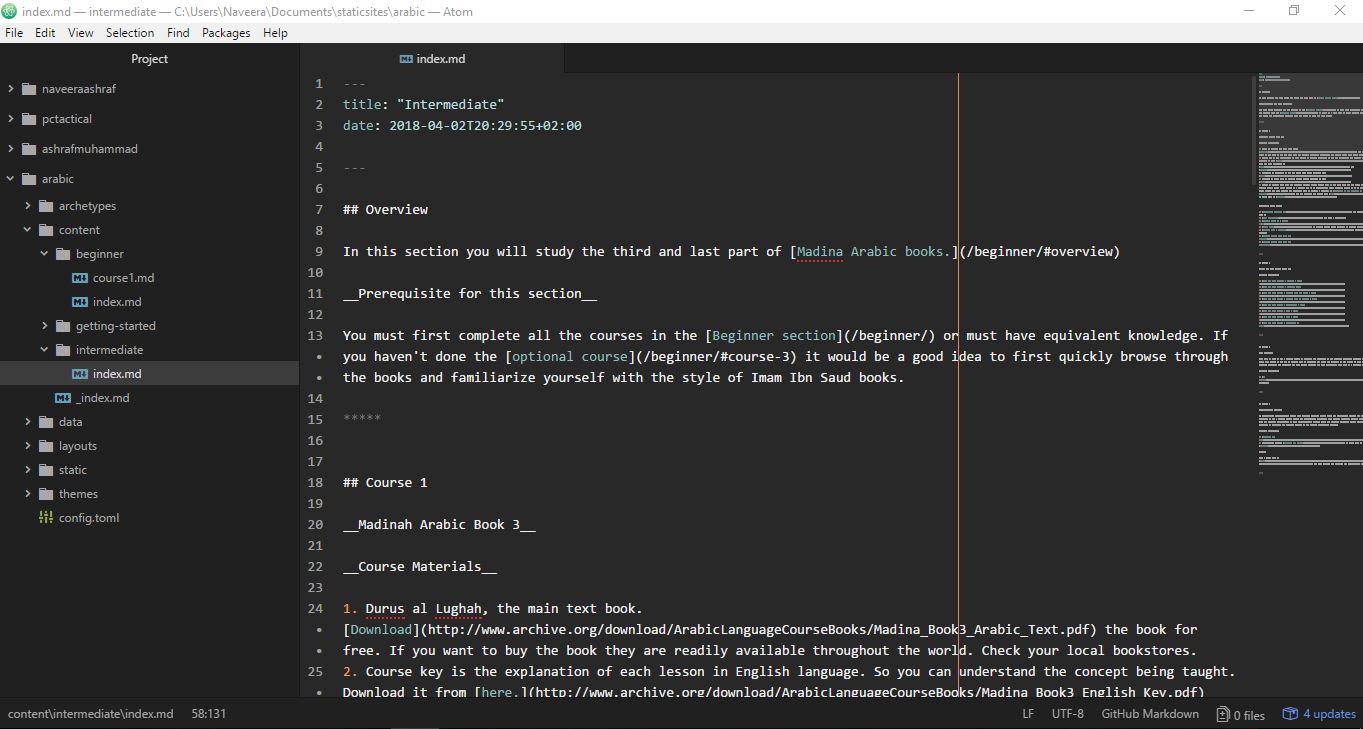 index.md — intermediate — C:\Users\Naveera\Documents\staticsites\arabic — Atom
File Edit View Selection Find Packages Help
Project
naveeraashraf
pctactical
ashrafmuhammad
arabic
archetypes
content
beginner
course1.md
index.md
getting-started
intermediate
index.md
_index.md
data
layouts
static
themes
config.toml
index.md
1 ---
2 title: "Intermediate"
3 date: 2018-04-02T20:29:55+02:00
4
5 ---
6
7 ## Overview
8
9 In this section you will study the third and last part of [Madina Arabic books.](/beginner/#overview)
10
11 __Prerequisite for this section__
12
13 You must first complete all the courses in the [Beginner section](/beginner/) or must have equivalent knowledge. If
• you haven't done the [optional course](/beginner/#course-3) it would be a good idea to first quickly browse through
• the books and familiarize yourself with the style of Imam Ibn Saud books.
14
15 *****
16
17
18 ## Course 1
19
20 __Madinah Arabic Book 3__
21
22 __Course Materials__
23
24 1. Durus al Lughah, the main text book.
• [Download](http://www.archive.org/download/ArabicLanguageCourseBooks/Madina_Book3_Arabic_Text.pdf) the book for
• free. If you want to buy the book they are readily available throughout the world. Check your local bookstores.
25 2. Course key is the explanation of each lesson in English language. So you can understand the concept being taught.
• Download it from [here.](http://www.archive.org/download/ArabicLanguageCourseBooks/Madina_Book3_English_Key.pdf)
content\intermediate\index.md 58:131 LF UTF-8 GitHub Markdown 0 files 4 updates